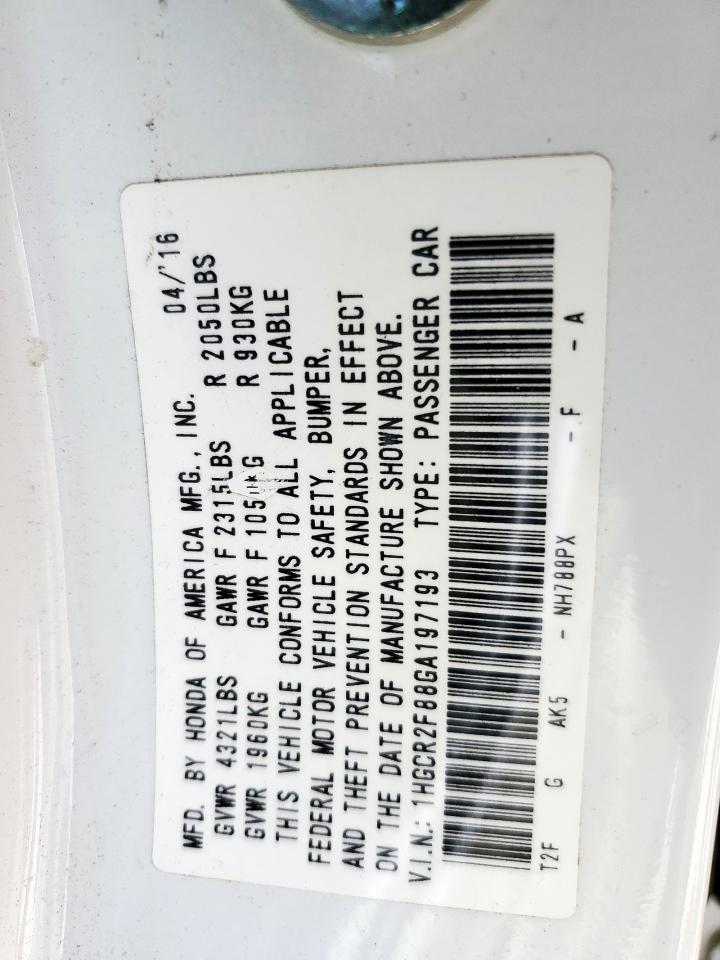 MFD. BY HONDA OF AMERICA MFG., INC. 04/'16
GVWR 4321LBS GAWR F 2315LBS R 2050LBS
GVWR 1960KG GAWR F R 930KG
THIS VEHICLE CONFORMS TO ALL APPLICABLE
FEDERAL MOTOR VEHICLE SAFETY, BUMPER,
AND THEFT PREVENTION STANDARDS IN EFFECT
ON THE DATE OF MANUFACTURE SHOWN ABOVE.
V.I.N.: 1HGCR2F88GA197193 TYPE: PASSENGER CAR
T2F G AK5 - NH788PX - F - A